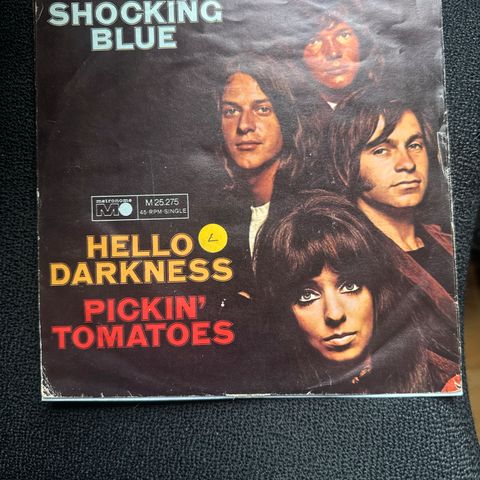 SHOCKING
BLUE
metronome
M
M 25.275
45-RPM-SINGLE
HELLO
DARKNESS
PICKIN'
TOMATOES